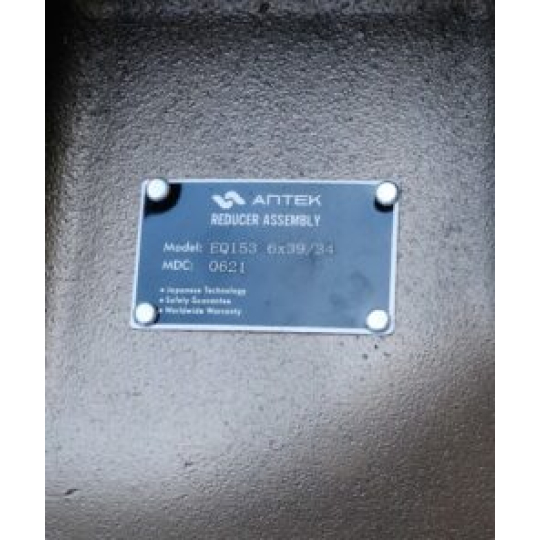 ANTEK
REDUCER ASSEMBLY
Model: EQ153 6x39/34
MDC: 0621
• Japanese Technology
• Safety Guarantee
• Worldwide Warranty